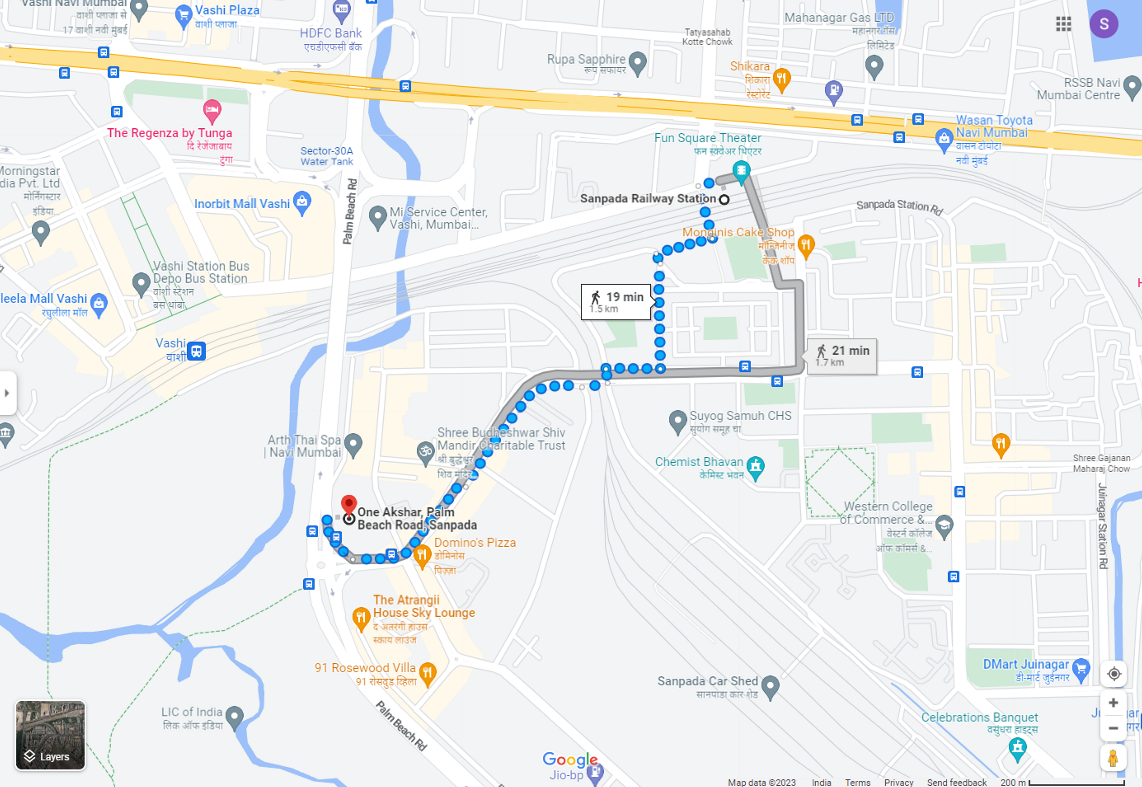 Vashi Navi Mumbai
वाशी प्लाजा से
17 वाशी नवी मुंबई
Vashi Plaza
वाशी प्लाजा
HDFC Bank
एचडीएफसी बँक
Tatyasahab
Kotte Chowk
Mahanagar Gas LTD
महानगर गॅस
लिमिटेड
S
Rupa Sapphire
रूप सफायर
Shikara
शिकारा
रेस्टोरेंट
RSSB Navi
Mumbai Centre
The Regenza by Tunga
दि रेजेंजाबाय
टुंगा
Sector-30A
Water Tank
Fun Square Theater
फन स्क्वेअर थिएटर
Wasan Toyota
Navi Mumbai
वासन टोयोटा
नवी मुंबई
Morningstar
dia Pvt. Ltd
मोर्निंगस्टार
इंडिया...
Inorbit Mall Vashi
Palm Beach Rd
Mi Service Center,
Vashi, Mumbai...
Sanpada Railway Station
Sanpada Station Rd
Monginis Cake Shop
मोन्जिनीज
केक शॉप
Vashi Station Bus
Depo Bus Station
वाशी स्टेशन
बस थांबा
leela Mall Vashi
रघुलीला मॉल
19 min
1.5 km
Vashi
वाशी
21 min
1.7 km
Suyog Samuh CHS
सुयोग समूह चा
Arth Thai Spa
| Navi Mumbai
Shree Budheshwar Shiv
Mandir Charitable Trust
श्री बुद्धेश्वर
शिव मंदिर
Chemist Bhavan
केमिस्ट भवन
Shree Gajanan
Maharaj Chow
One Akshar, Palm
Beach Road, Sanpada
Western College
of Commerce &...
वेस्टर्न कॉलेज
ऑफ कॉमर्स &...
Juinagar Station Rd
Domino's Pizza
डोमिनोस
पिज्जा
The Atrangii
House Sky Lounge
द अतरंगी हाउस
स्काय लाउंज
91 Rosewood Villa
91 रोसवुड व्हिला
Sanpada Car Shed
सानपाडा कार शेड
DMart Juinagar
डी-मार्ट जुईनगर
LIC of India
लिक ऑफ इंडिया
Palm Beach Rd
Celebrations Banquet
वसुंधरा हाइट्स
Layers
Google
Jio-bp
Map data ©2023 India Terms Privacy Send feedback 200 m